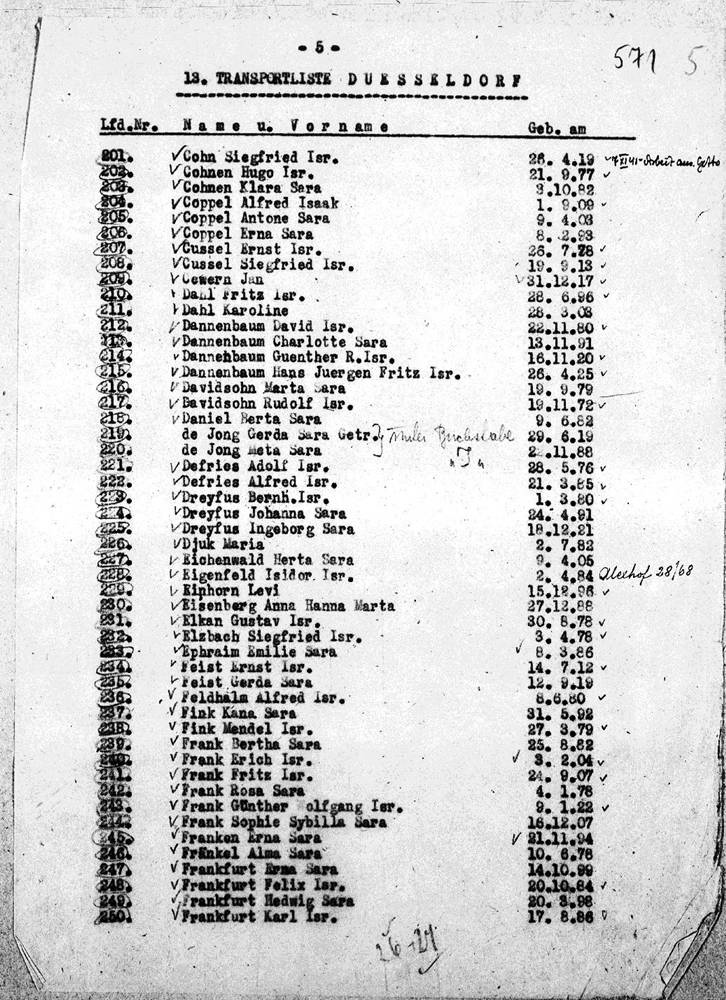 - 5 -
571 5
13. TRANSPORTLISTE DUESSELDORF
Lfd.Nr. Name u. Vorname Geb. am
201. Cohn Siegfried Isr. 26. 4.19
202. Cohnen Hugo Isr. 21. 9.77
203. Cohnen Klara Sara 3.10.82
204. Coppel Alfred Isaak 1. 9.09
205. Coppel Antone Sara 9. 4.03
206. Coppel Erna Sara 8. 2.93
207. Cussel Ernst Isr. 26. 7.28
208. Cussel Siegfried Isr. 19. 9.13
209. Jan 31.12.17
210. Dahl Fritz Isr. 28. 6.96
211. Dahl Karoline 28. 3.03
212. Dannenbaum David Isr. 22.11.80
213. Dannenbaum Charlotte Sara 13.11.91
214. Dannenbaum Guenther R.Isr. 16.11.20
215. Dannenbaum Hans Juergen Fritz Isr. 26. 4.25
216. Davidsohn Marta Sara 19. 9.79
217. Davidsohn Rudolf Isr. 19.11.72
218. Daniel Berta Sara 9. 6.82
219. de Jong Gerda Sara Getr. unter Buchstabe 29. 6.19
220. de Jong Meta Sara "J" 11.88
221. Defries Adolf Isr. 28. 5.76
222. Defries Alfred Isr. 21. 3.85
223. Dreyfus Bernh.Isr. 1. 3.80
224. Dreyfus Johanna Sara 24. 4.91
225. Dreyfus Ingeborg Sara 18.12.21
226. Djuk Maria 2. 7.82
227. Eichenwald Herta Sara 9. 4.05
228. Eigenfeld Isidor Isr. 2. 4.84 28/68
229. Einhorn Levi 15.12.96
230. Eisenberg Anna Hanna Marta 27.12.88
231. Elkan Gustav Isr. 30. 8.78
232. Elzbach Siegfried Isr. 3. 4.78
233. Ephraim Emilie Sara 8. 3.86
234. Feist Ernst Isr. 14. 7.12
235. Feist Gerda Sara 12. 9.19
236. Feldhaim Alfred Isr. 8.6.80
237. Fink Kana Sara 31. 5.92
238. Fink Mendel Isr. 27. 3.79
239. Frank Bertha Sara 25. 8.82
240. Frank Erich Isr. 3. 2.04
241. Frank Fritz Isr. 24. 9.07
242. Frank Rosa Sara 4. 1.78
243. Frank Günther olfgang Isr. 9. 1.22
244. Frank Sophie Sybilla Sara 16.12.07
245. Franken Erna Sara 21.11.94
246. Fränkel Alma Sara 10. 6.76
247. Frankfurt Erna Sara 14.10.99
248. Frankfurt Felix Isr. 20.10.84
249. Frankfurt Hedwig Sara 20. 3.98
250. Frankfurt Karl Isr. 17. 8.86